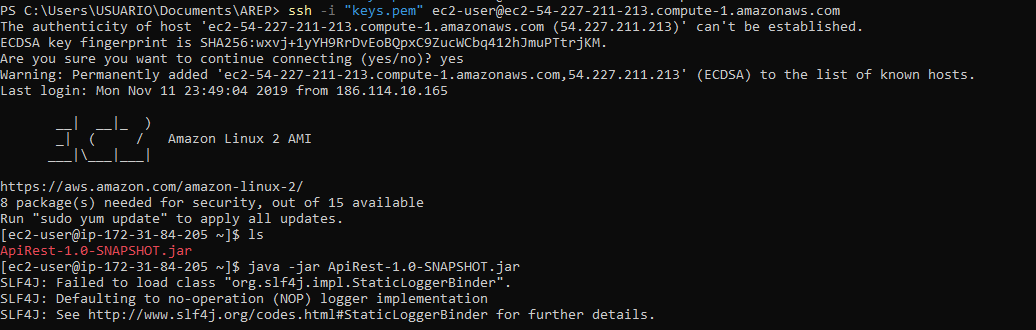 PS C:\Users\USUARIO\Documents\AREP> ssh -i "keys.pem" ec2-user@ec2-54-227-211-213.compute-1.amazonaws.com
The authenticity of host 'ec2-54-227-211-213.compute-1.amazonaws.com (54.227.211.213)' can't be established.
ECDSA key fingerprint is SHA256:wxvj+1yYH9RrDvEoBQpxC9ZucWCbq412hJmuPTtrjKM.
Are you sure you want to continue connecting (yes/no)? yes
Warning: Permanently added 'ec2-54-227-211-213.compute-1.amazonaws.com,54.227.211.213' (ECDSA) to the list of known hosts.
Last login: Mon Nov 11 23:49:04 2019 from 186.114.10.165
       __|  __|_  )
       _|  (     /   Amazon Linux 2 AMI
      ___|\___|___|
https://aws.amazon.com/amazon-linux-2/
8 package(s) needed for security, out of 15 available
Run "sudo yum update" to apply all updates.
[ec2-user@ip-172-31-84-205 ~]$ ls
ApiRest-1.0-SNAPSHOT.jar
[ec2-user@ip-172-31-84-205 ~]$ java -jar ApiRest-1.0-SNAPSHOT.jar
SLF4J: Failed to load class "org.slf4j.impl.StaticLoggerBinder".
SLF4J: Defaulting to no-operation (NOP) logger implementation
SLF4J: See http://www.slf4j.org/codes.html#StaticLoggerBinder for further details.